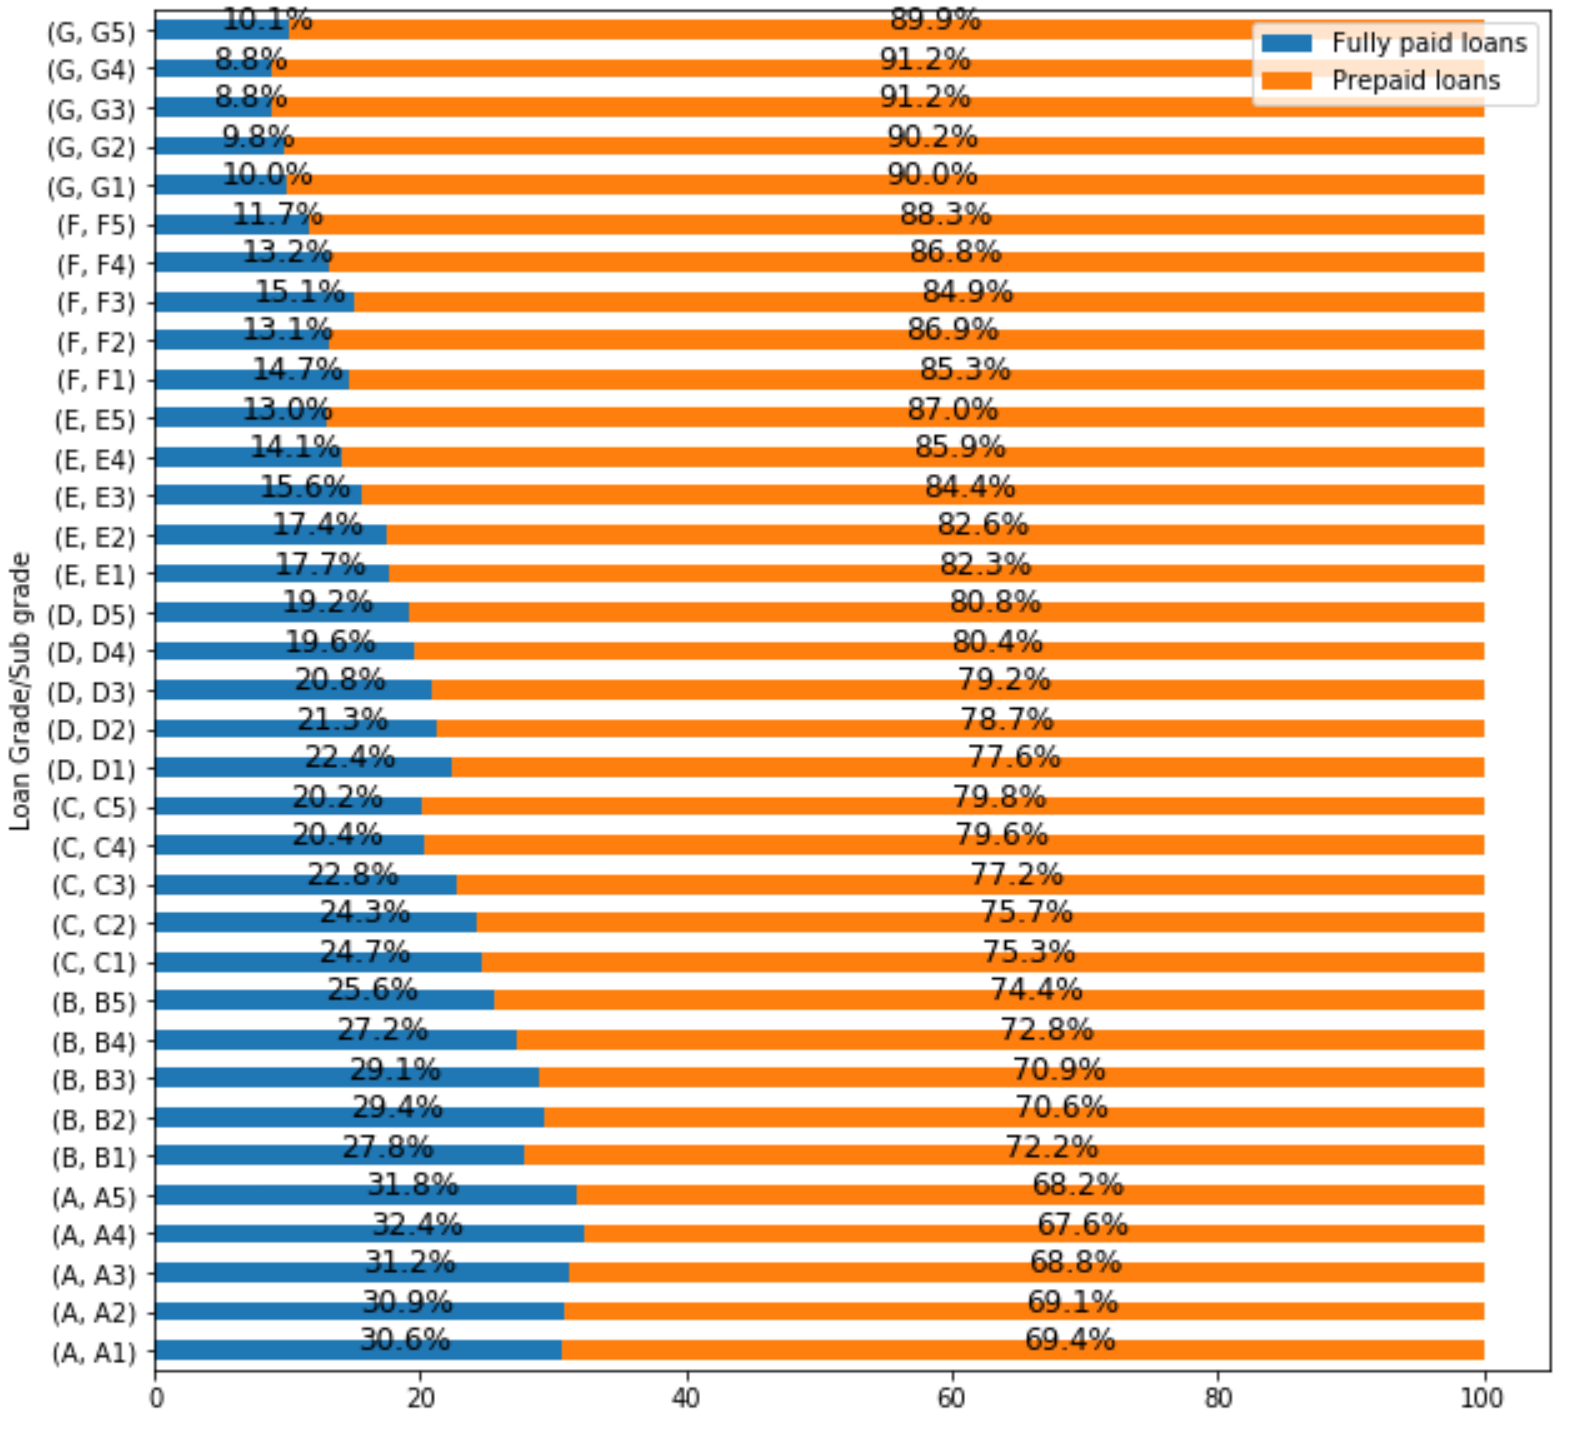 (G, G5) 10.1% 89.9%
Fully paid loans
(G, G4) 8.8% 91.2%
Prepaid loans
(G, G3) 8.8% 91.2%
(G, G2) 9.8% 90.2%
(G, G1) 10.0% 90.0%
(F, F5) 11.7% 88.3%
(F, F4) 13.2% 86.8%
(F, F3) 15.1% 84.9%
(F, F2) 13.1% 86.9%
(F, F1) 14.7% 85.3%
(E, E5) 13.0% 87.0%
(E, E4) 14.1% 85.9%
(E, E3) 15.6% 84.4%
(E, E2) 17.4% 82.6%
(E, E1) 17.7% 82.3%
(D, D5) 19.2% 80.8%
(D, D4) 19.6% 80.4%
(D, D3) 20.8% 79.2%
(D, D2) 21.3% 78.7%
(D, D1) 22.4% 77.6%
(C, C5) 20.2% 79.8%
(C, C4) 20.4% 79.6%
(C, C3) 22.8% 77.2%
(C, C2) 24.3% 75.7%
(C, C1) 24.7% 75.3%
(B, B5) 25.6% 74.4%
(B, B4) 27.2% 72.8%
(B, B3) 29.1% 70.9%
(B, B2) 29.4% 70.6%
(B, B1) 27.8% 72.2%
(A, A5) 31.8% 68.2%
(A, A4) 32.4% 67.6%
(A, A3) 31.2% 68.8%
(A, A2) 30.9% 69.1%
(A, A1) 30.6% 69.4%
0 20 40 60 80 100
Loan Grade/Sub grade